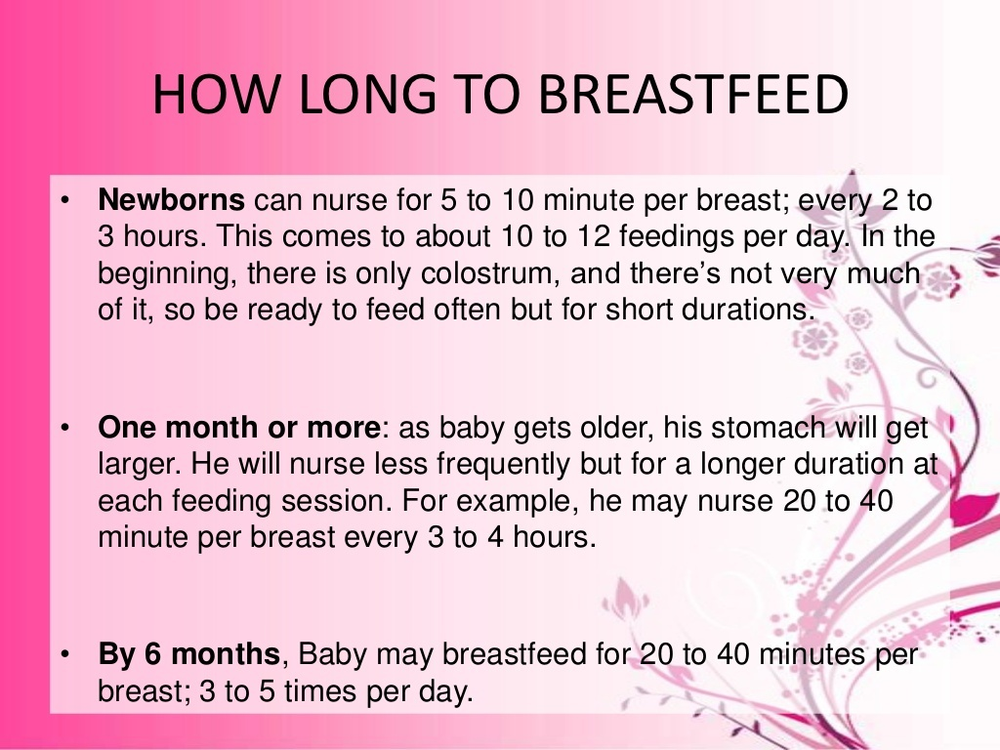 HOW LONG TO BREASTFEED
• Newborns can nurse for 5 to 10 minute per breast; every 2 to
3 hours. This comes to about 10 to 12 feedings per day. In the
beginning, there is only colostrum, and there’s not very much
of it, so be ready to feed often but for short durations.
• One month or more: as baby gets older, his stomach will get
larger. He will nurse less frequently but for a longer duration at
each feeding session. For example, he may nurse 20 to 40
minute per breast every 3 to 4 hours.
• By 6 months, Baby may breastfeed for 20 to 40 minutes per
breast; 3 to 5 times per day.